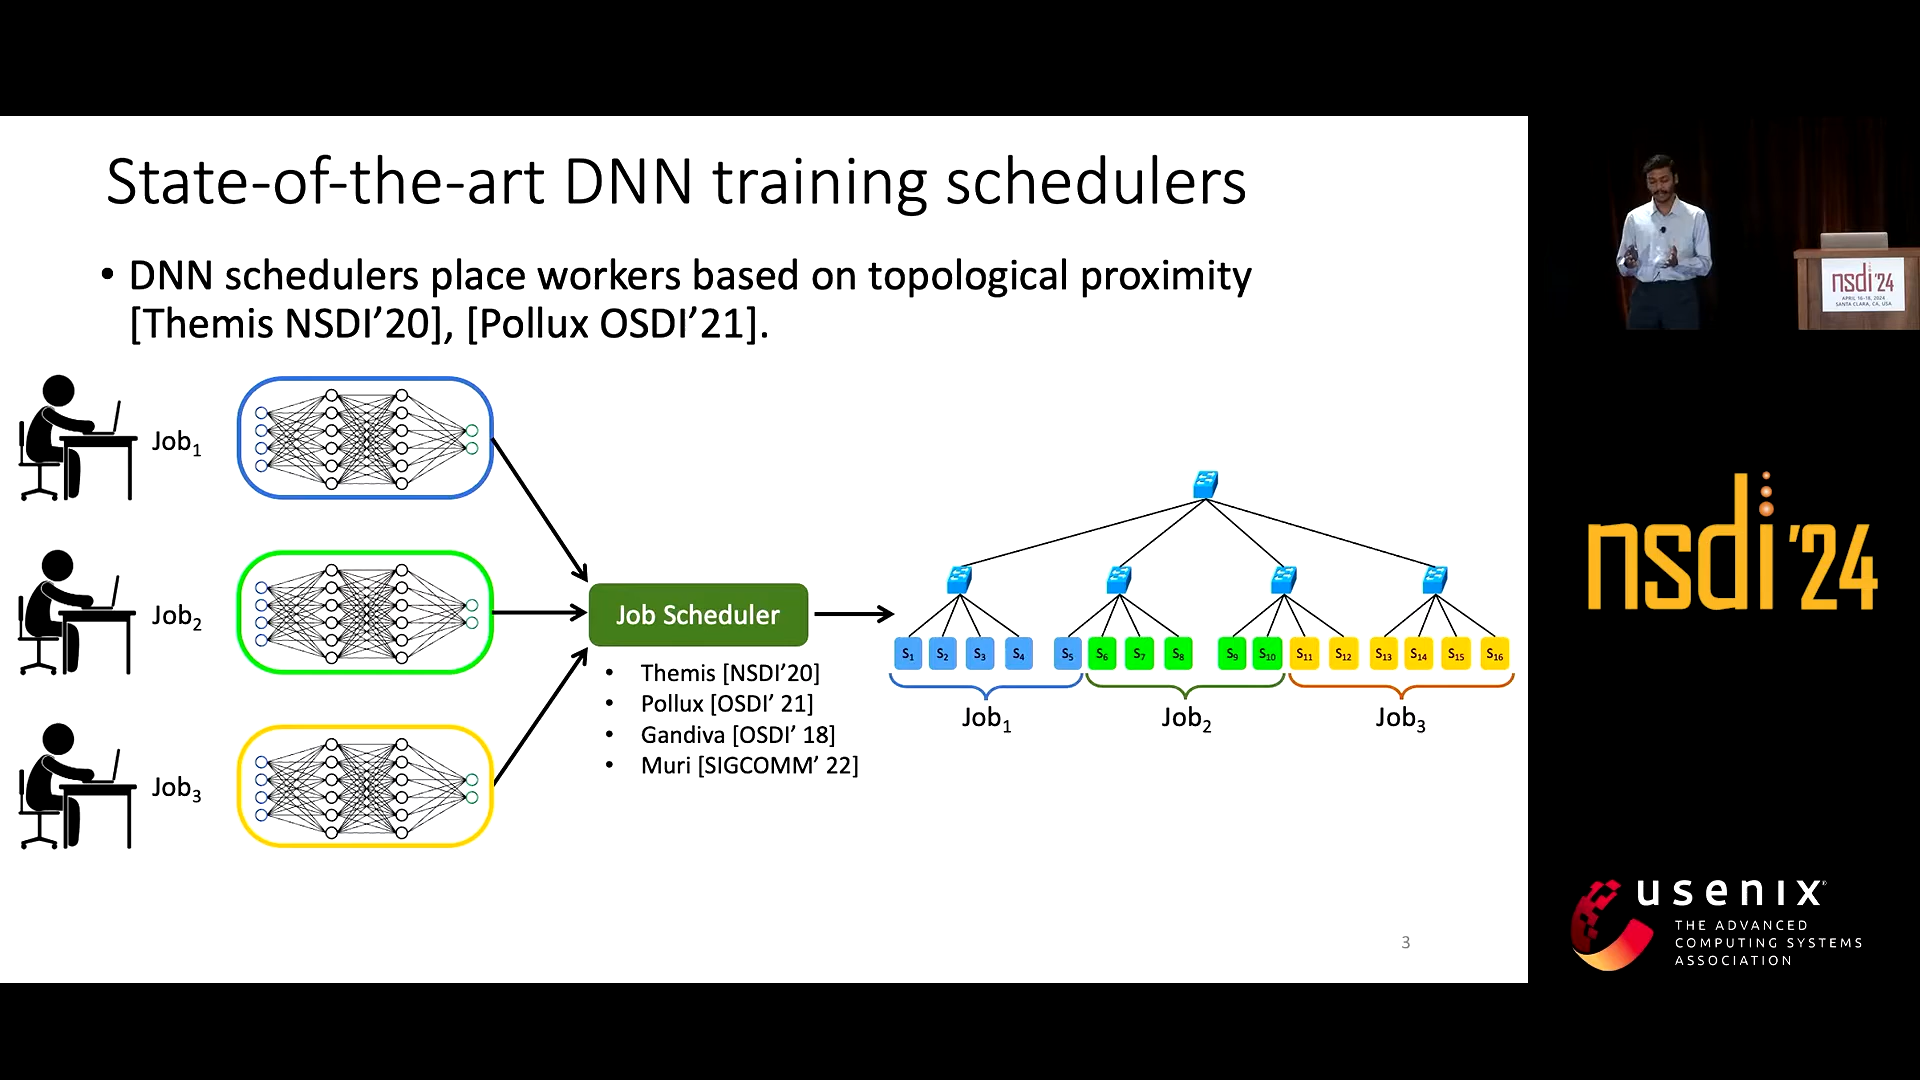 State-of-the-art DNN training schedulers
• DNN schedulers place workers based on topological proximity
[Themis NSDI’20], [Pollux OSDI’21].
Job1
Job2
Job3
Job Scheduler
• Themis [NSDI’20]
• Pollux [OSDI’ 21]
• Gandiva [OSDI’ 18]
• Muri [SIGCOMM’ 22]
S1 S2 S3 S4 S5 S6 S7 S8 S9 S10 S11 S12 S13 S14 S15 S16
Job1 Job2 Job3
3
nsdi’24
APRIL 16–18, 2024
SANTA CLARA, CA, USA
nsdi’24
usenix®
THE ADVANCED
COMPUTING SYSTEMS
ASSOCIATION